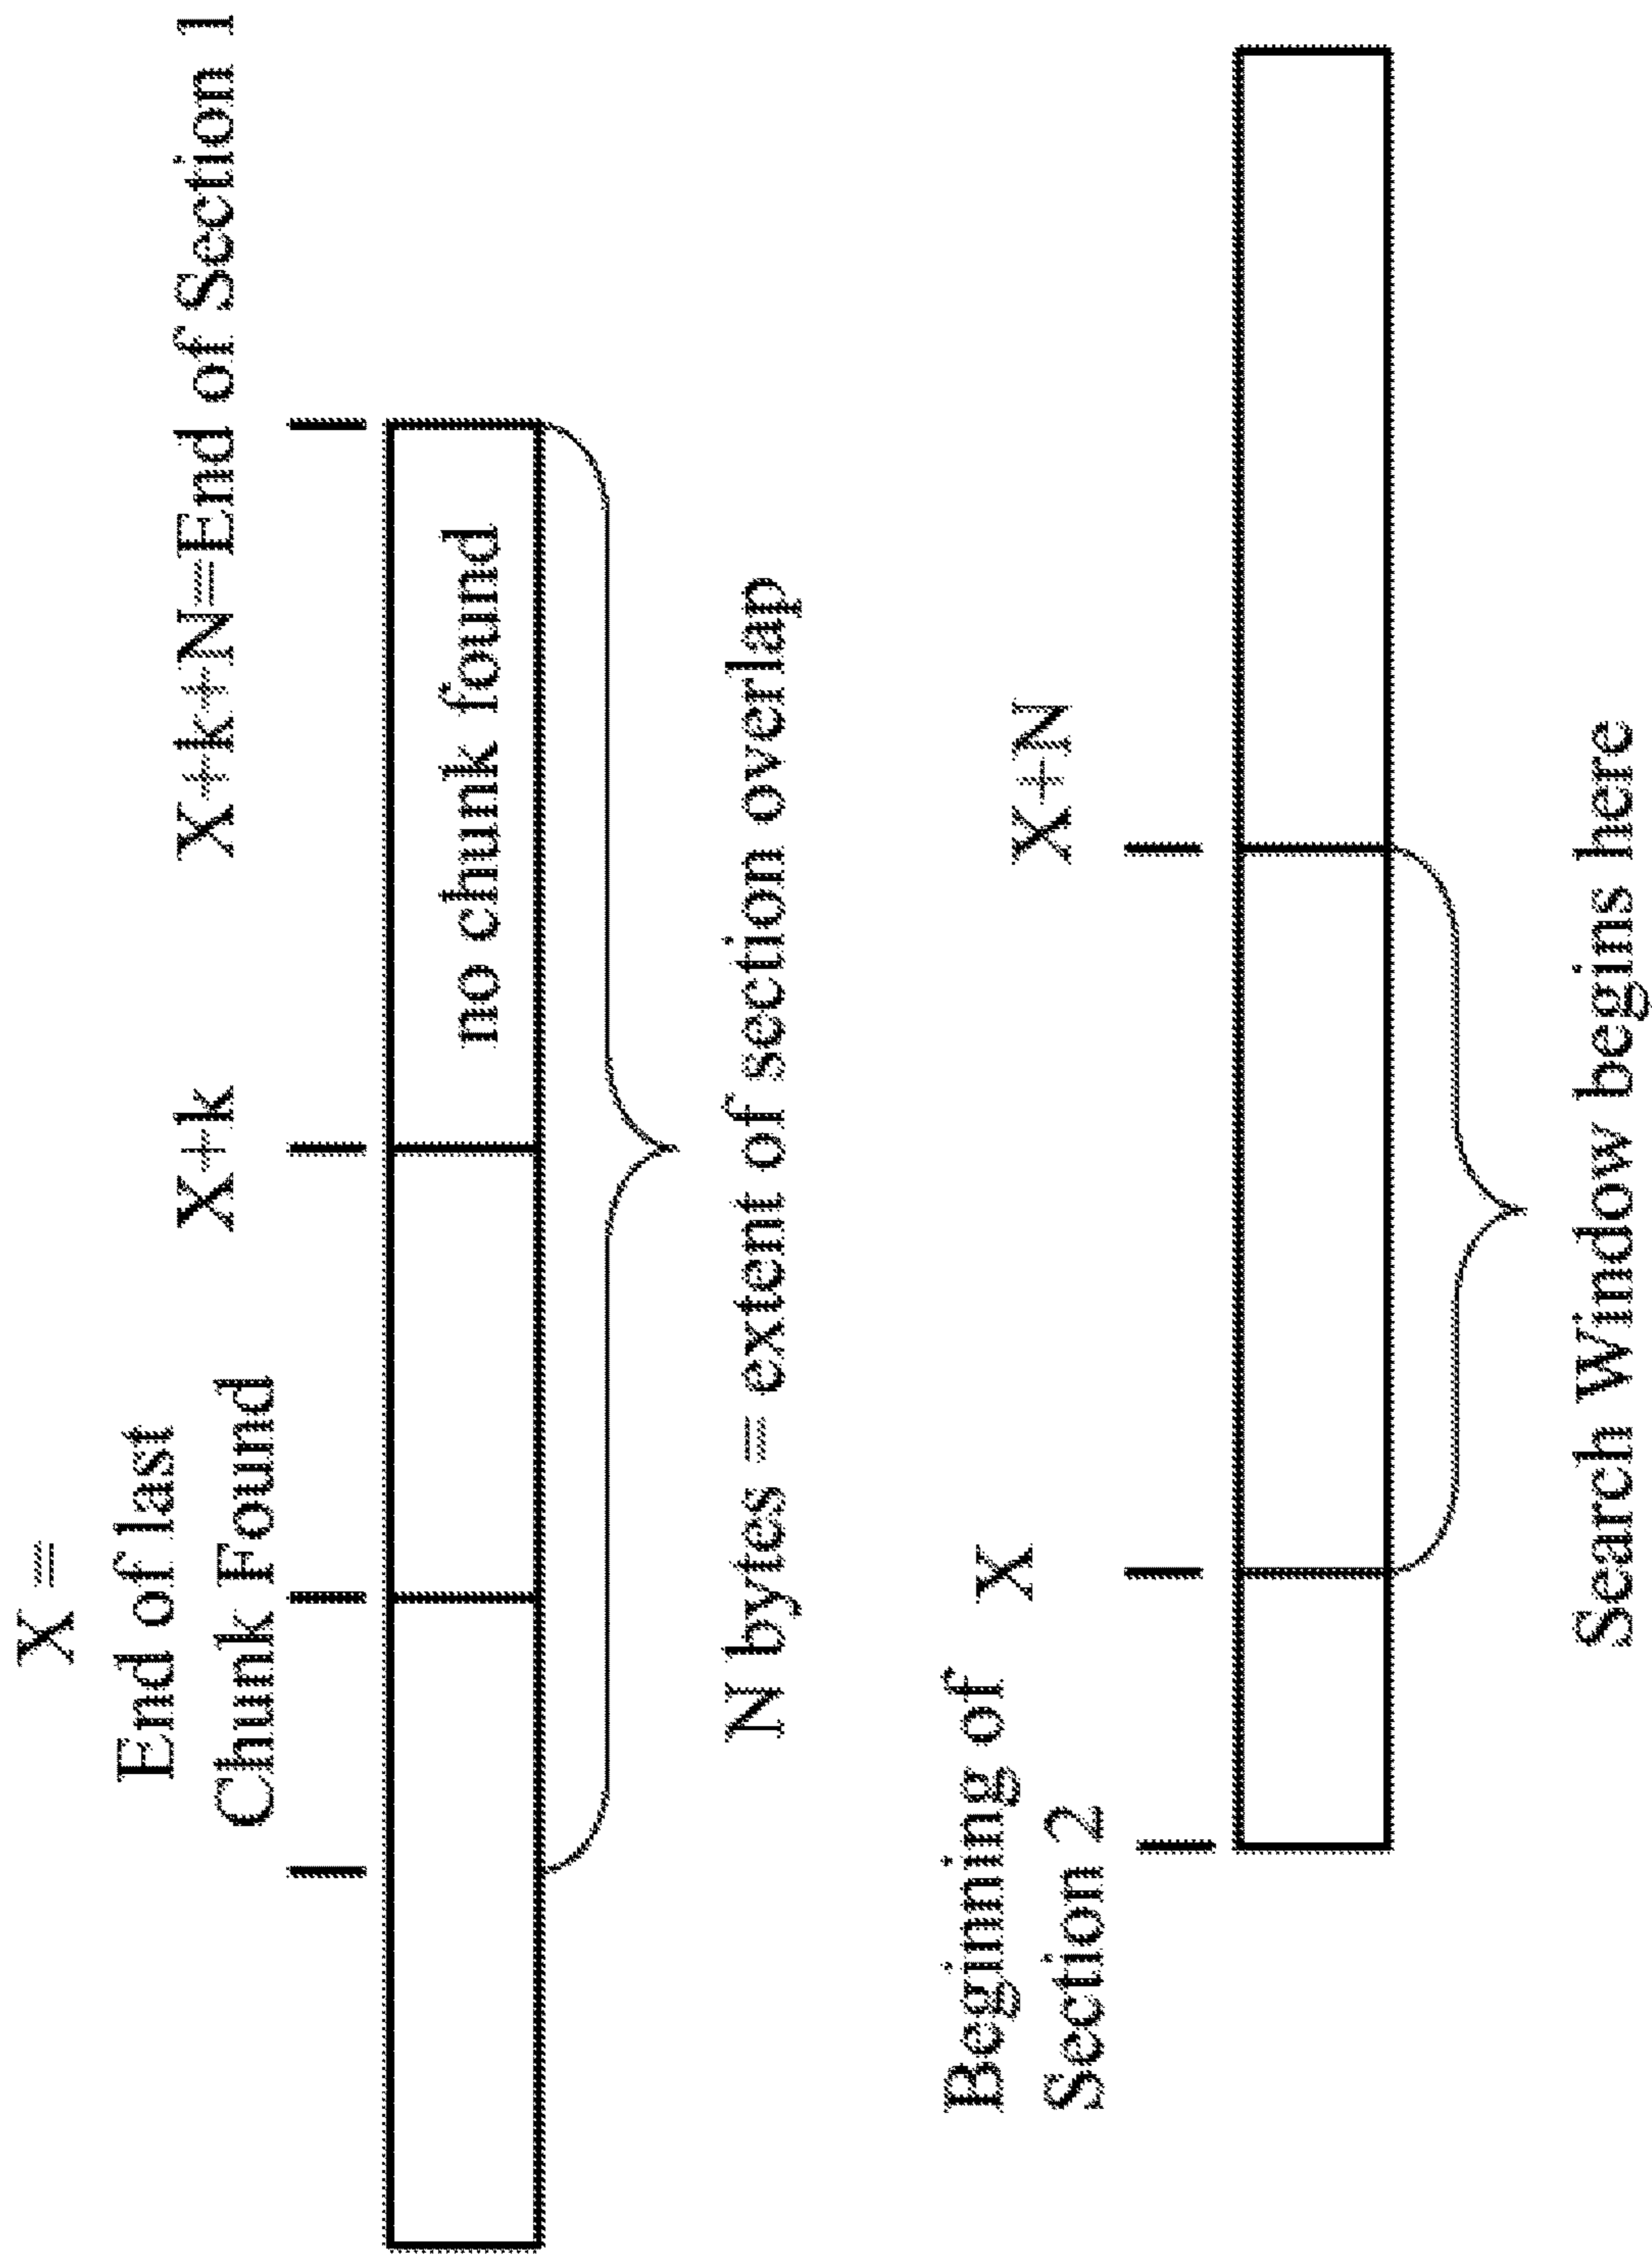 X =
End of last
Chunk Found
X+k
X+k+N=End of Section 1
no chunk found
N bytes = extent of section overlap
Beginning of
Section 2
X
X+N
Search Window begins here